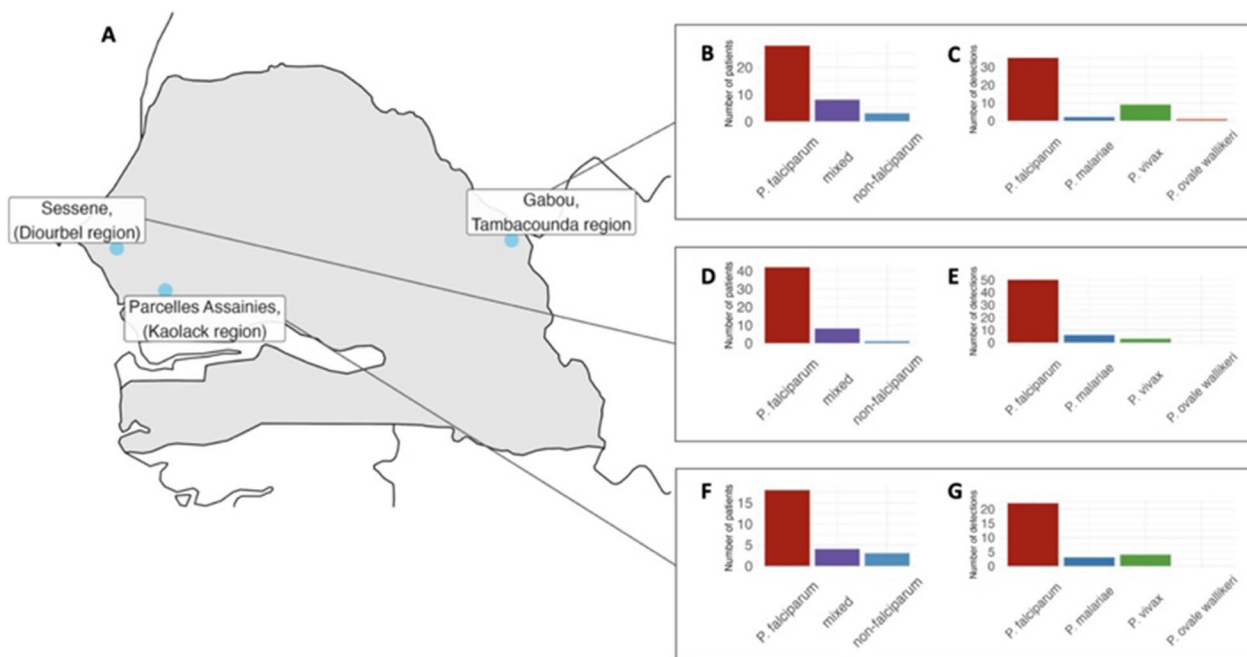 A
Sessene,
(Diourbel region)
Parcelles Assainies,
(Kaolack region)
Gabou,
Tambacounda region
B
Number of patients
20
10
0
P. falciparum
mixed
non-falciparum
C
Number of detections
30
20
10
0
P. falciparum
P. malariae
P. vivax
P. ovale wallikeri
D
Number of patients
40
30
20
10
0
P. falciparum
mixed
non-falciparum
E
Number of detections
50
40
30
20
10
0
P. falciparum
P. malariae
P. vivax
P. ovale wallikeri
F
Number of patients
15
10
5
0
P. falciparum
mixed
non-falciparum
G
Number of detections
20
15
10
5
0
P. falciparum
P. malariae
P. vivax
P. ovale wallikeri